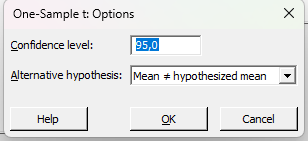 One-Sample t: Options
Confidence level: 95,0
Alternative hypothesis: Mean ≠ hypothesized mean
Help OK Cancel